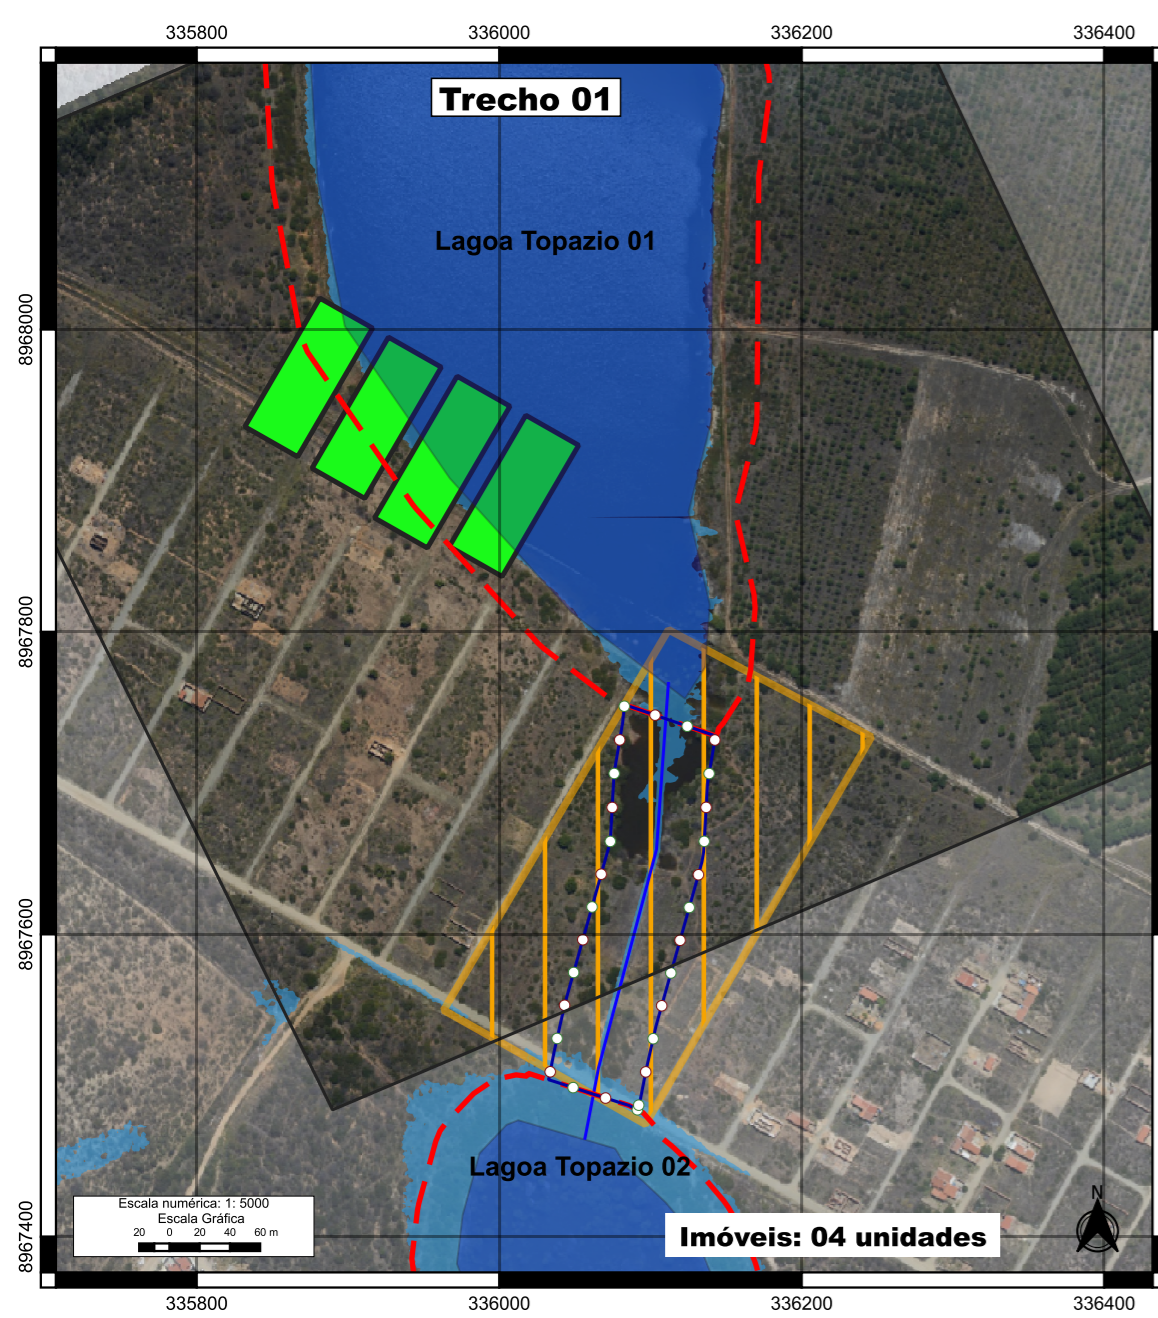 335800 336000 336200 336400
Trecho 01
Lagoa Topazio 01
8968000
8967800
8967600
8967400
Lagoa Topazio 02
N
Escala numérica: 1: 5000
Escala Gráfica
20 0 20 40 60 m
Imóveis: 04 unidades
335800 336000 336200 336400